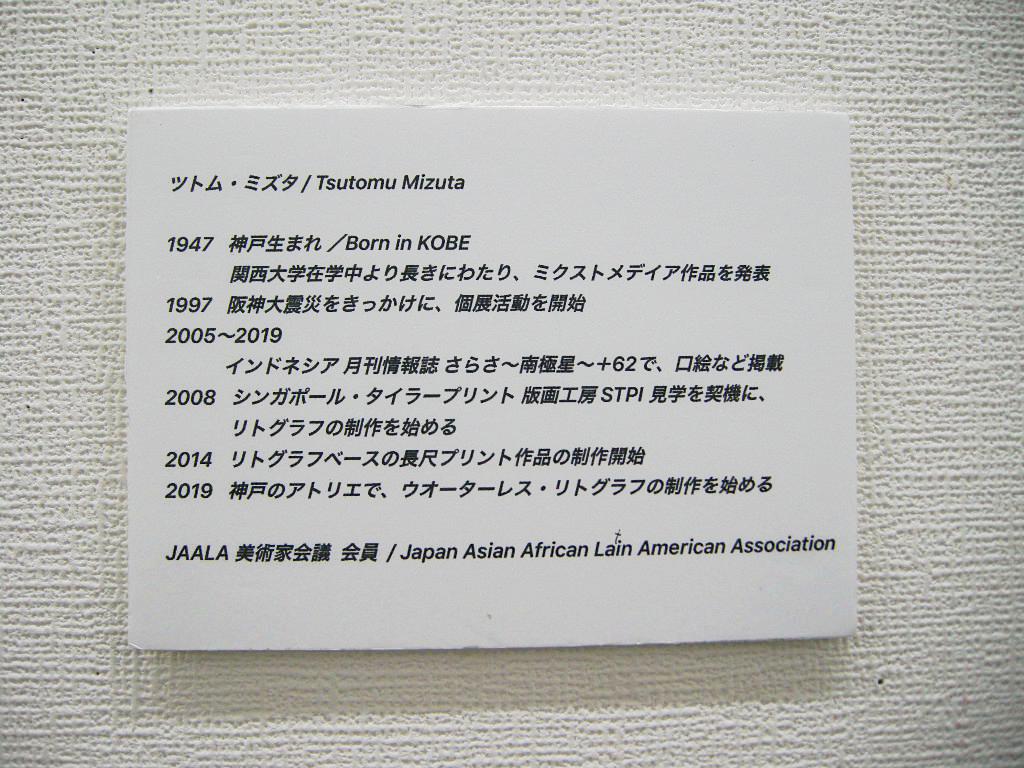 ツトム・ミズタ / Tsutomu Mizuta
1947 神戸生まれ ／Born in KOBE
関西大学在学中より長きにわたり、ミクストメデイア作品を発表
1997 阪神大震災をきっかけに、個展活動を開始
2005〜2019
インドネシア 月刊情報誌 さらさ〜南極星〜＋62で、口絵など掲載
2008 シンガポール・タイラープリント 版画工房 STPI 見学を契機に、
リトグラフの制作を始める
2014 リトグラフベースの長尺プリント作品の制作開始
2019 神戸のアトリエで、ウオーターレス・リトグラフの制作を始める
JAALA 美術家会議 会員 / Japan Asian African Latin American Association